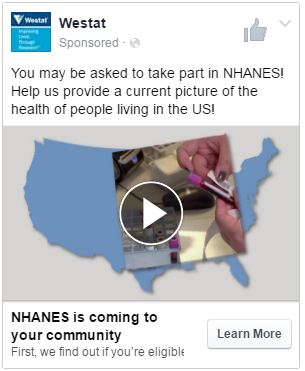 Westat
Improving
Lives
Through
Research
Westat
Sponsored ·
You may be asked to take part in NHANES!
Help us provide a current picture of the
health of people living in the US!
NHANES is coming to
your community
First, we find out if you're eligible
Learn More